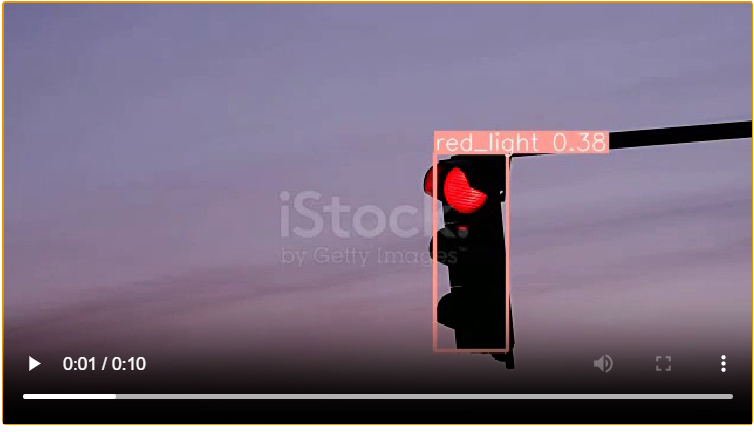 red_light 0.38
iStock.
by Getty Images
0:01 / 0:10